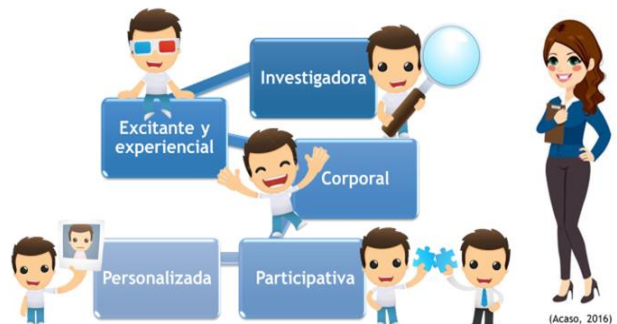 Investigadora
Excitante y
experiencial
Corporal
Personalizada
Participativa
(Acaso, 2016)